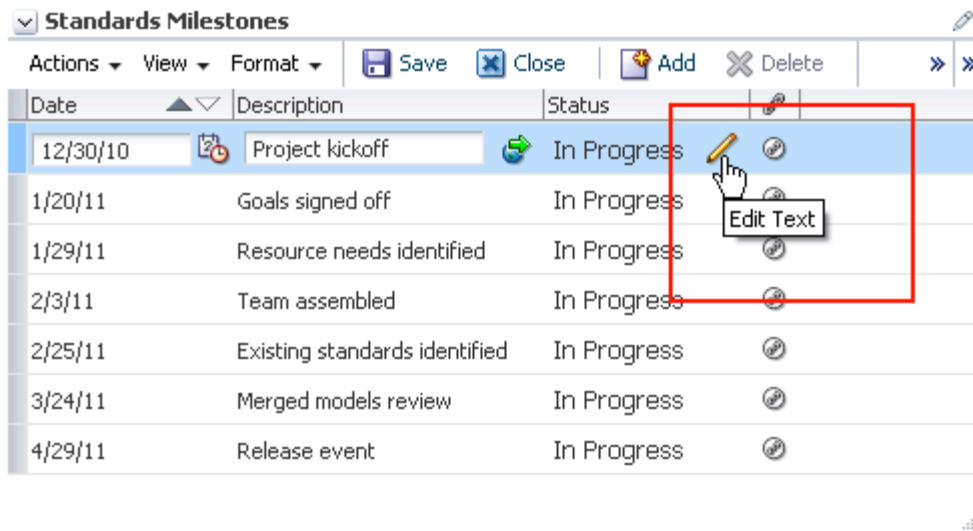 Standards Milestones
Actions View Format Save Close Add Delete
Date Description Status
12/30/10 Project kickoff In Progress
1/20/11 Goals signed off In Progress
Edit Text
1/29/11 Resource needs identified In Progress
2/3/11 Team assembled In Progress
2/25/11 Existing standards identified In Progress
3/24/11 Merged models review In Progress
4/29/11 Release event In Progress